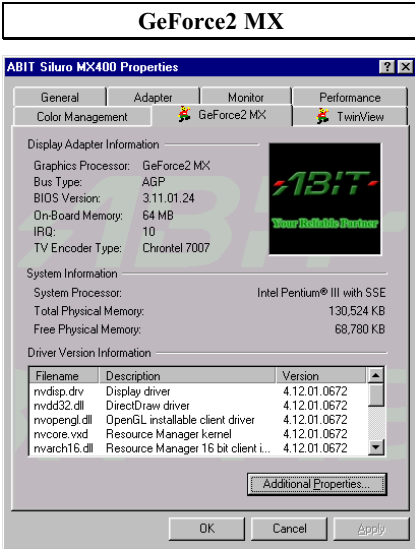 GeForce2 MX
ABIT Siluro MX400 Properties
General Adapter Monitor Performance
Color Management GeForce2 MX TwinView
Display Adapter Information
Graphics Processor: GeForce2 MX
Bus Type: AGP
BIOS Version: 3.11.01.24
On-Board Memory: 64 MB
IRQ: 10
TV Encoder Type: Chrontel 7007
ABIT
Your Reliable Partner
System Information
System Processor: Intel Pentium® III with SSE
Total Physical Memory: 130,524 KB
Free Physical Memory: 68,780 KB
Driver Version Information
Filename Description Version
nvdisp.drv Display driver 4.12.01.0672
nvdd32.dll DirectDraw driver 4.12.01.0672
nvopengl.dll OpenGL installable client driver 4.12.01.0672
nvcore.vxd Resource Manager kernel 4.12.01.0672
nvarch16.dll Resource Manager 16 bit client i... 4.12.01.0672
Additional Properties...
OK Cancel Apply